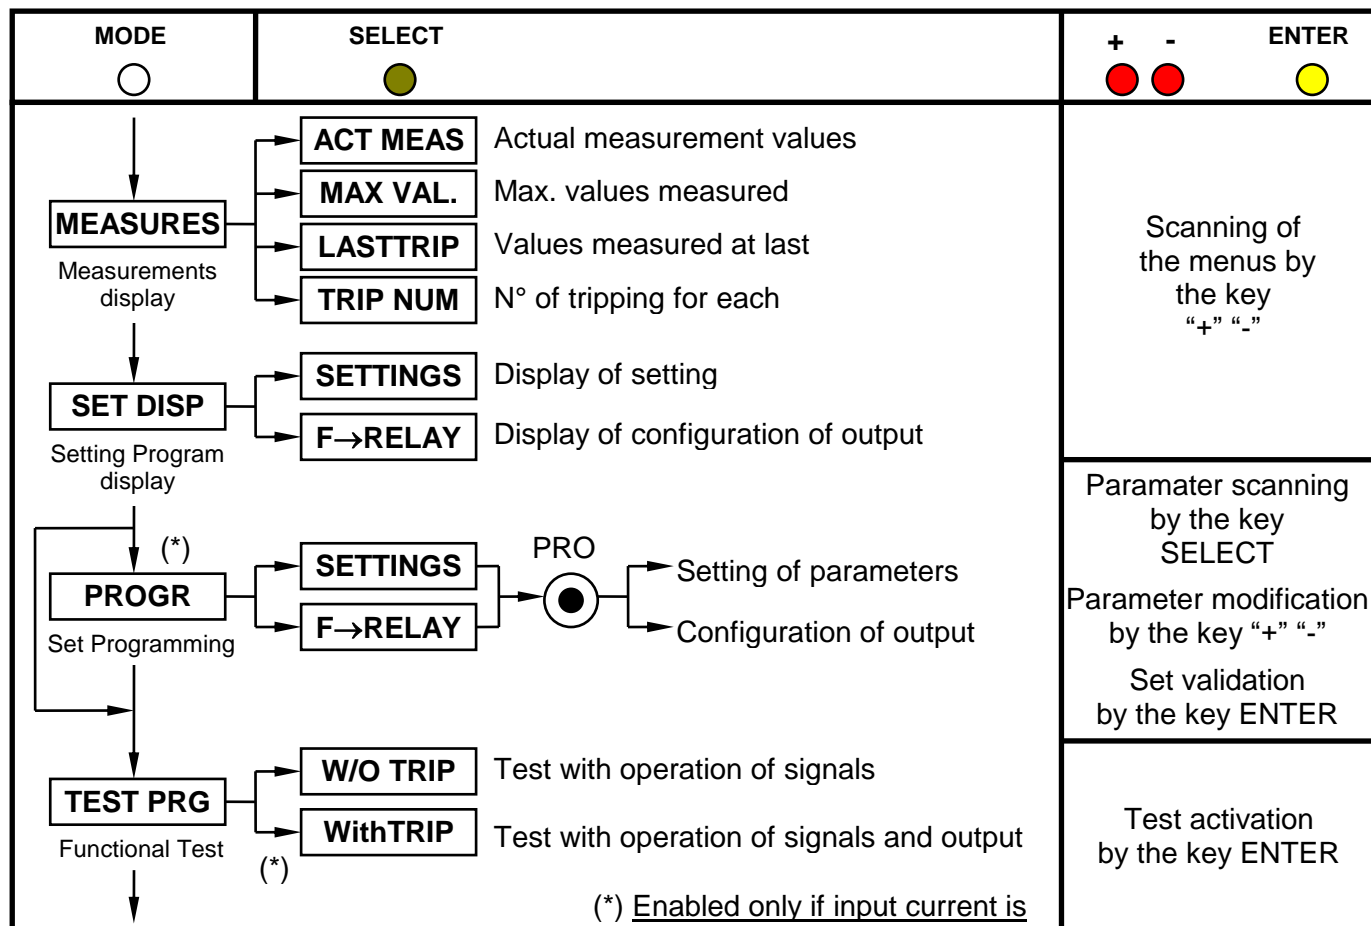 MODE
SELECT
+ - ENTER
MEASURES
Measurements
display
ACT MEAS Actual measurement values
MAX VAL. Max. values measured
LASTTRIP Values measured at last
TRIP NUM N° of tripping for each
Scanning of
the menus by
the key
“+” “-”
SET DISP
Setting Program
display
SETTINGS Display of setting
F→RELAY Display of configuration of output
(*)
PROGR
Set Programming
SETTINGS
F→RELAY
PRO
Setting of parameters
Configuration of output
Paramater scanning
by the key
SELECT
Parameter modification
by the key “+” “-”
Set validation
by the key ENTER
TEST PRG
Functional Test
W/O TRIP Test with operation of signals
WithTRIP Test with operation of signals and output
(*)
Test activation
by the key ENTER
(*) Enabled only if input current is